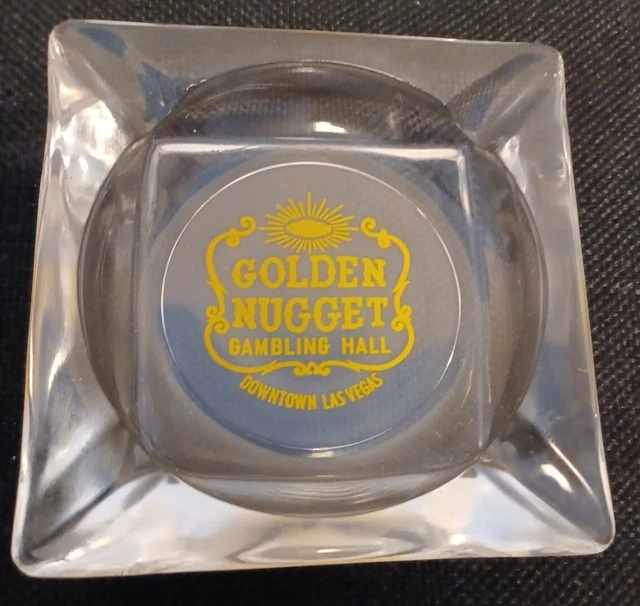 GOLDEN
NUGGET
GAMBLING HALL
DOWNTOWN LAS VEGAS